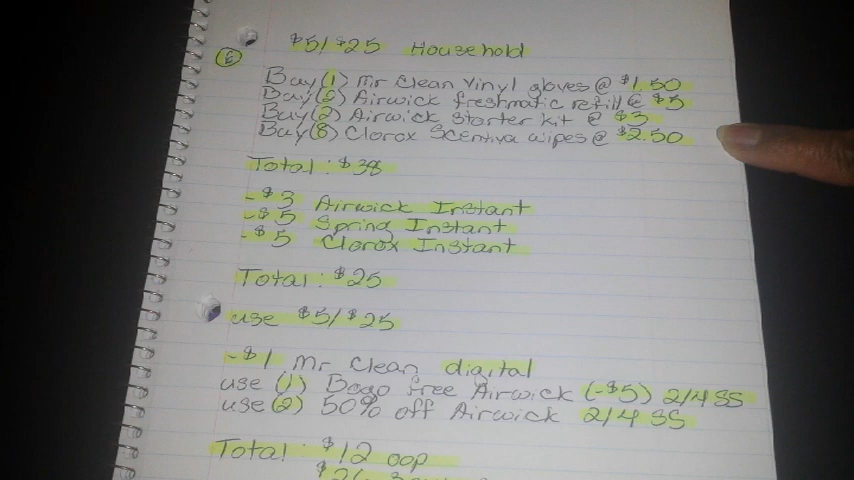 $5/$25 Household
Buy (1) Mr Clean Vinyl gloves @ $1.50
Buy (2) Airwick freshmatic refill @ $5
Buy (2) Airwick starter kit @ $3
Buy (8) Clorox Scentiva wipes @ $2.50
Total: $38
-$3 Airwick Instant
-$5 Spring Instant
-$5 Clorox Instant
Total: $25
use $5/$25
-$1 Mr Clean digital
use (1) Bogo free Airwick (-$5) 2/4 SS
use (2) 50% off Airwick 2/4 SS
Total: $12 oop